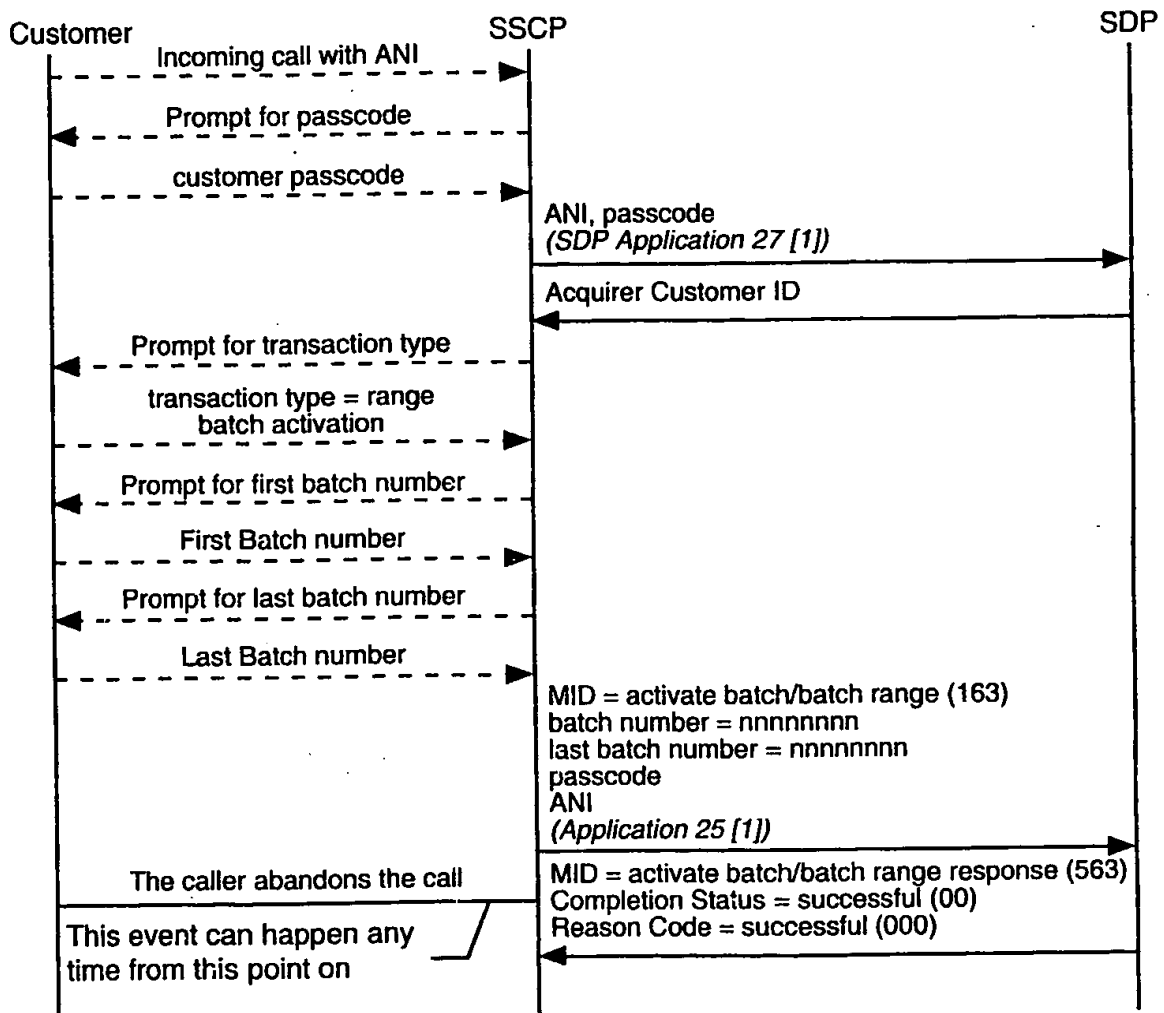 Customer
SSCP
SDP
Incoming call with ANI
Prompt for passcode
customer passcode
ANI, passcode
(SDP Application 27 [1])
Acquirer Customer ID
Prompt for transaction type
transaction type = range
batch activation
Prompt for first batch number
First Batch number
Prompt for last batch number
Last Batch number
MID = activate batch/batch range (163)
batch number = nnnnnnnnn
last batch number = nnnnnnnnn
passcode
ANI
(Application 25 [1])
The caller abandons the call
This event can happen any
time from this point on
MID = activate batch/batch range response (563)
Completion Status = successful (00)
Reason Code = successful (000)